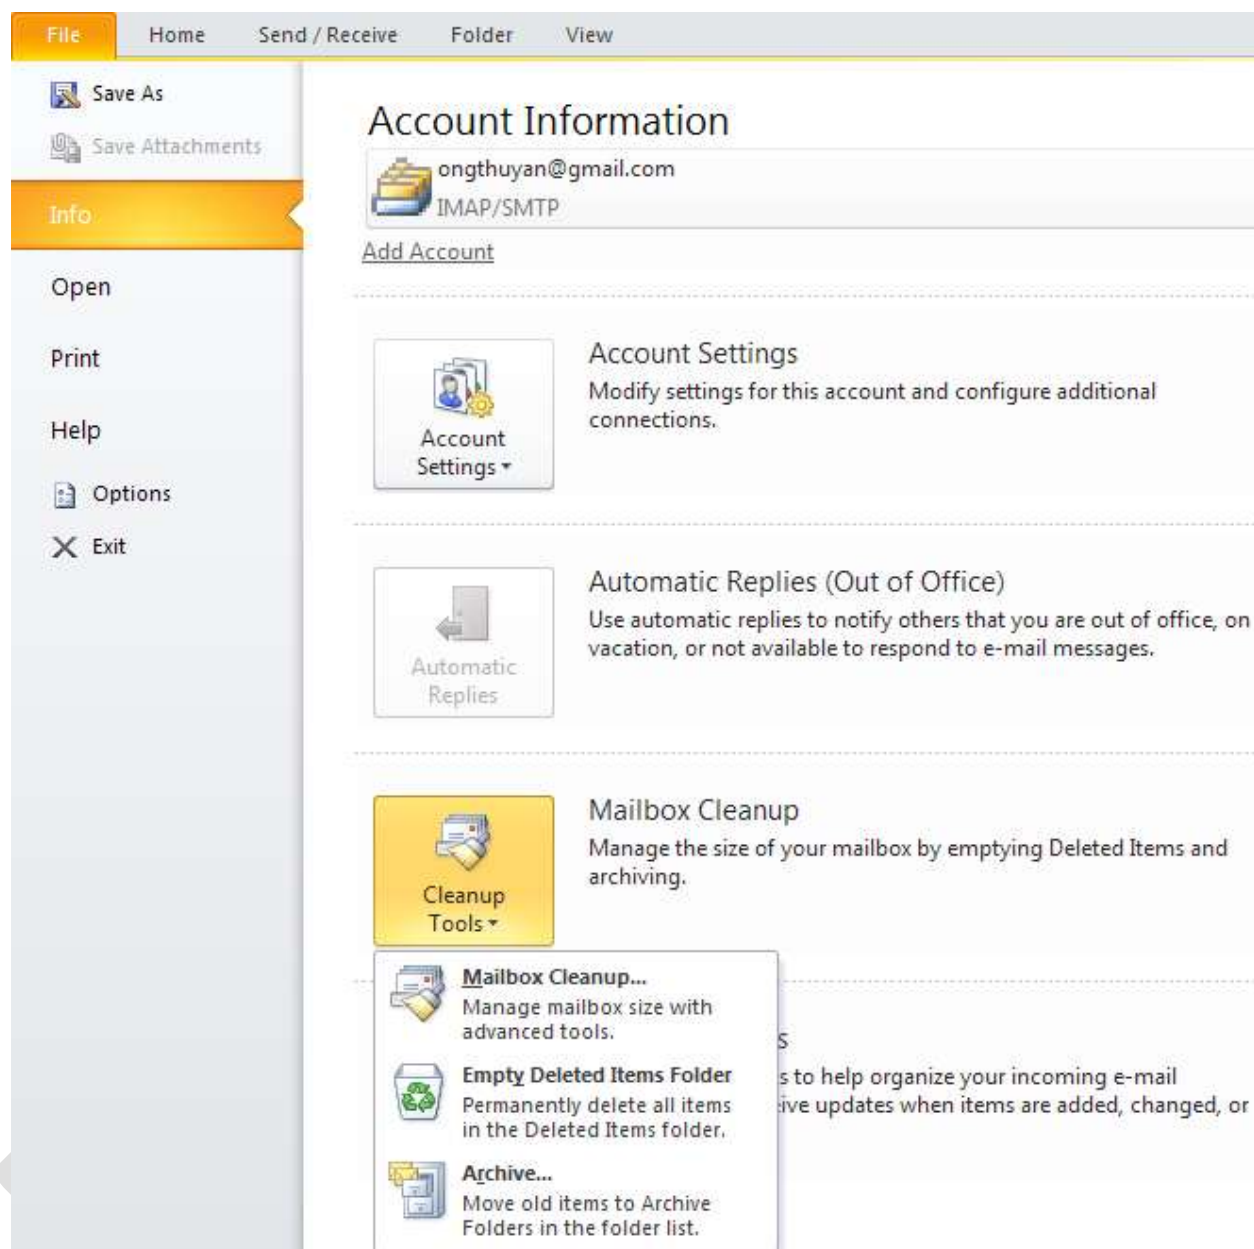 File Home Send / Receive Folder View
Save As
Save Attachments
Info
Open
Print
Help
Options
Exit
Account Information
ongthuyan@gmail.com
IMAP/SMTP
Add Account
Account Settings
Account Settings
Modify settings for this account and configure additional
connections.
Automatic Replies
Automatic Replies (Out of Office)
Use automatic replies to notify others that you are out of office, on
vacation, or not available to respond to e-mail messages.
Cleanup Tools
Mailbox Cleanup
Manage the size of your mailbox by emptying Deleted Items and
archiving.
Mailbox Cleanup...
Manage mailbox size with
advanced tools.
Empty Deleted Items Folder
Permanently delete all items
in the Deleted Items folder.
Archive...
Move old items to Archive
Folders in the folder list.
s
s to help organize your incoming e-mail
ive updates when items are added, changed, or